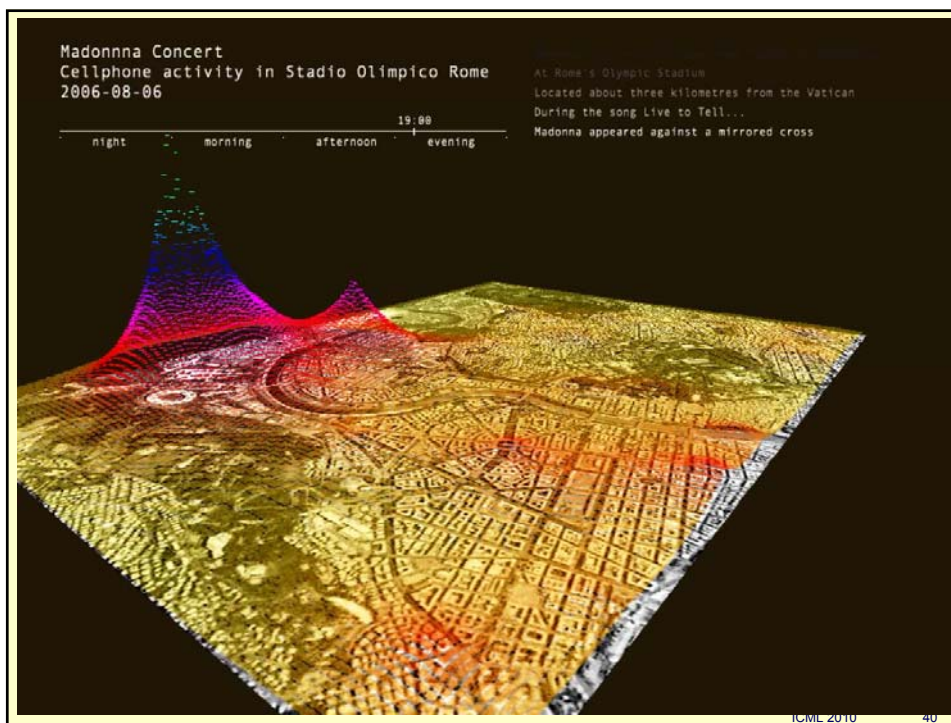 Madonnna Concert
Cellphone activity in Stadio Olimpico Rome
2006-08-06
19:00
night morning afternoon evening
At Rome's Olympic Stadium
Located about three kilometres from the Vatican
During the song Live to Tell...
Madonna appeared against a mirrored cross
ICML 2010 40